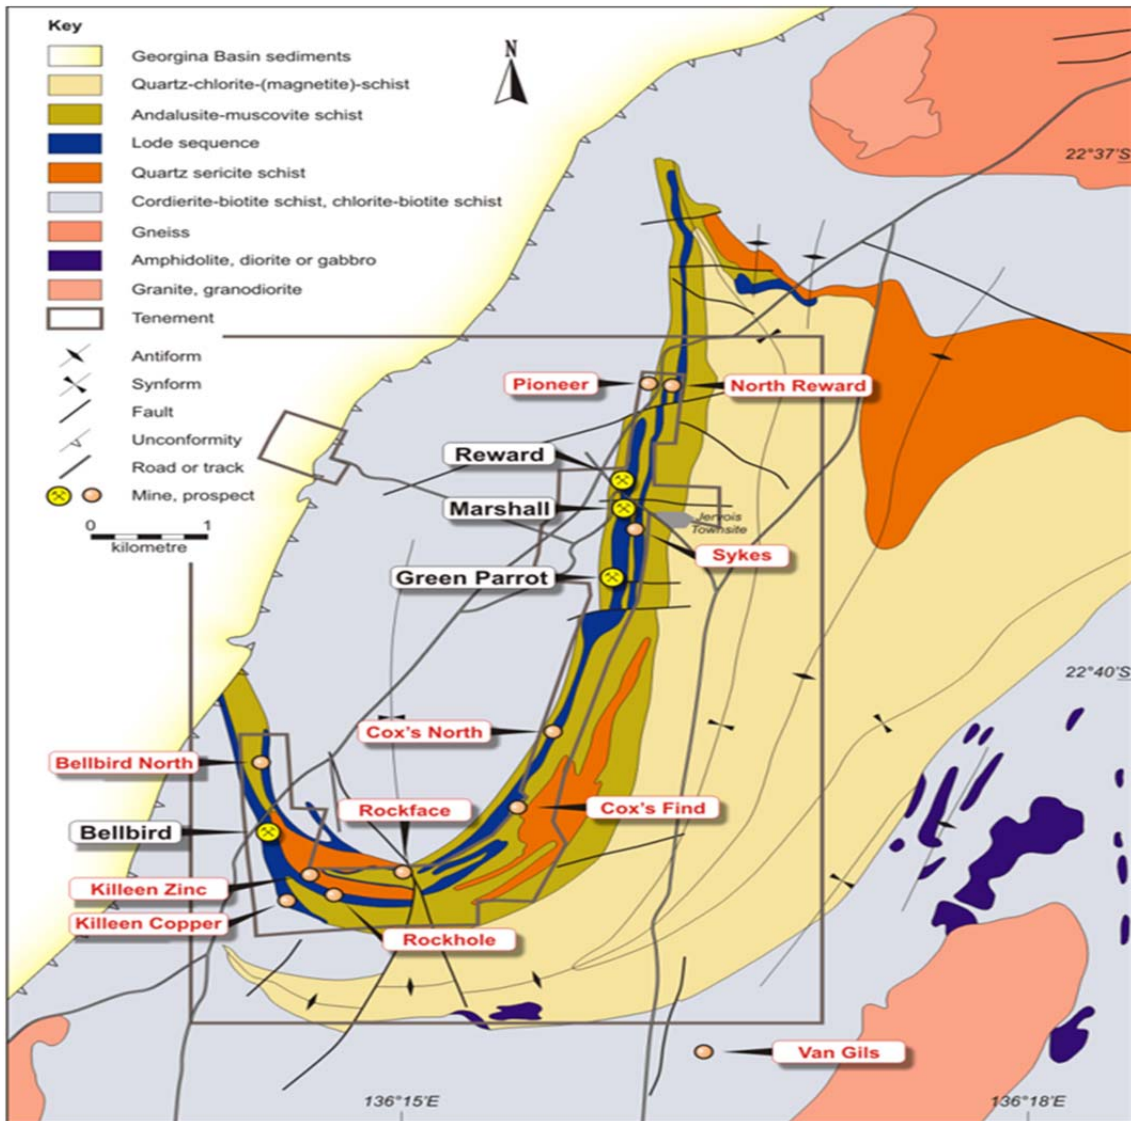 Key
Georgina Basin sediments
Quartz-chlorite-(magnetite)-schist
Andalusite-muscovite schist
Lode sequence
Quartz sericite schist
Cordierite-biotite schist, chlorite-biotite schist
Gneiss
Amphidolite, diorite or gabbro
Granite, granodiorite
Tenement
Antiform
Synform
Fault
Unconformity
Road or track
Mine, prospect
0 1
kilometre
N
22°37'S
Pioneer
North Reward
Reward
Marshall
Jervois
Townsite
Sykes
Green Parrot
22°40'S
Cox's North
Bellbird North
Rockface
Cox's Find
Bellbird
Killeen Zinc
Killeen Copper
Rockhole
Van Gils
136°15'E
136°18'E